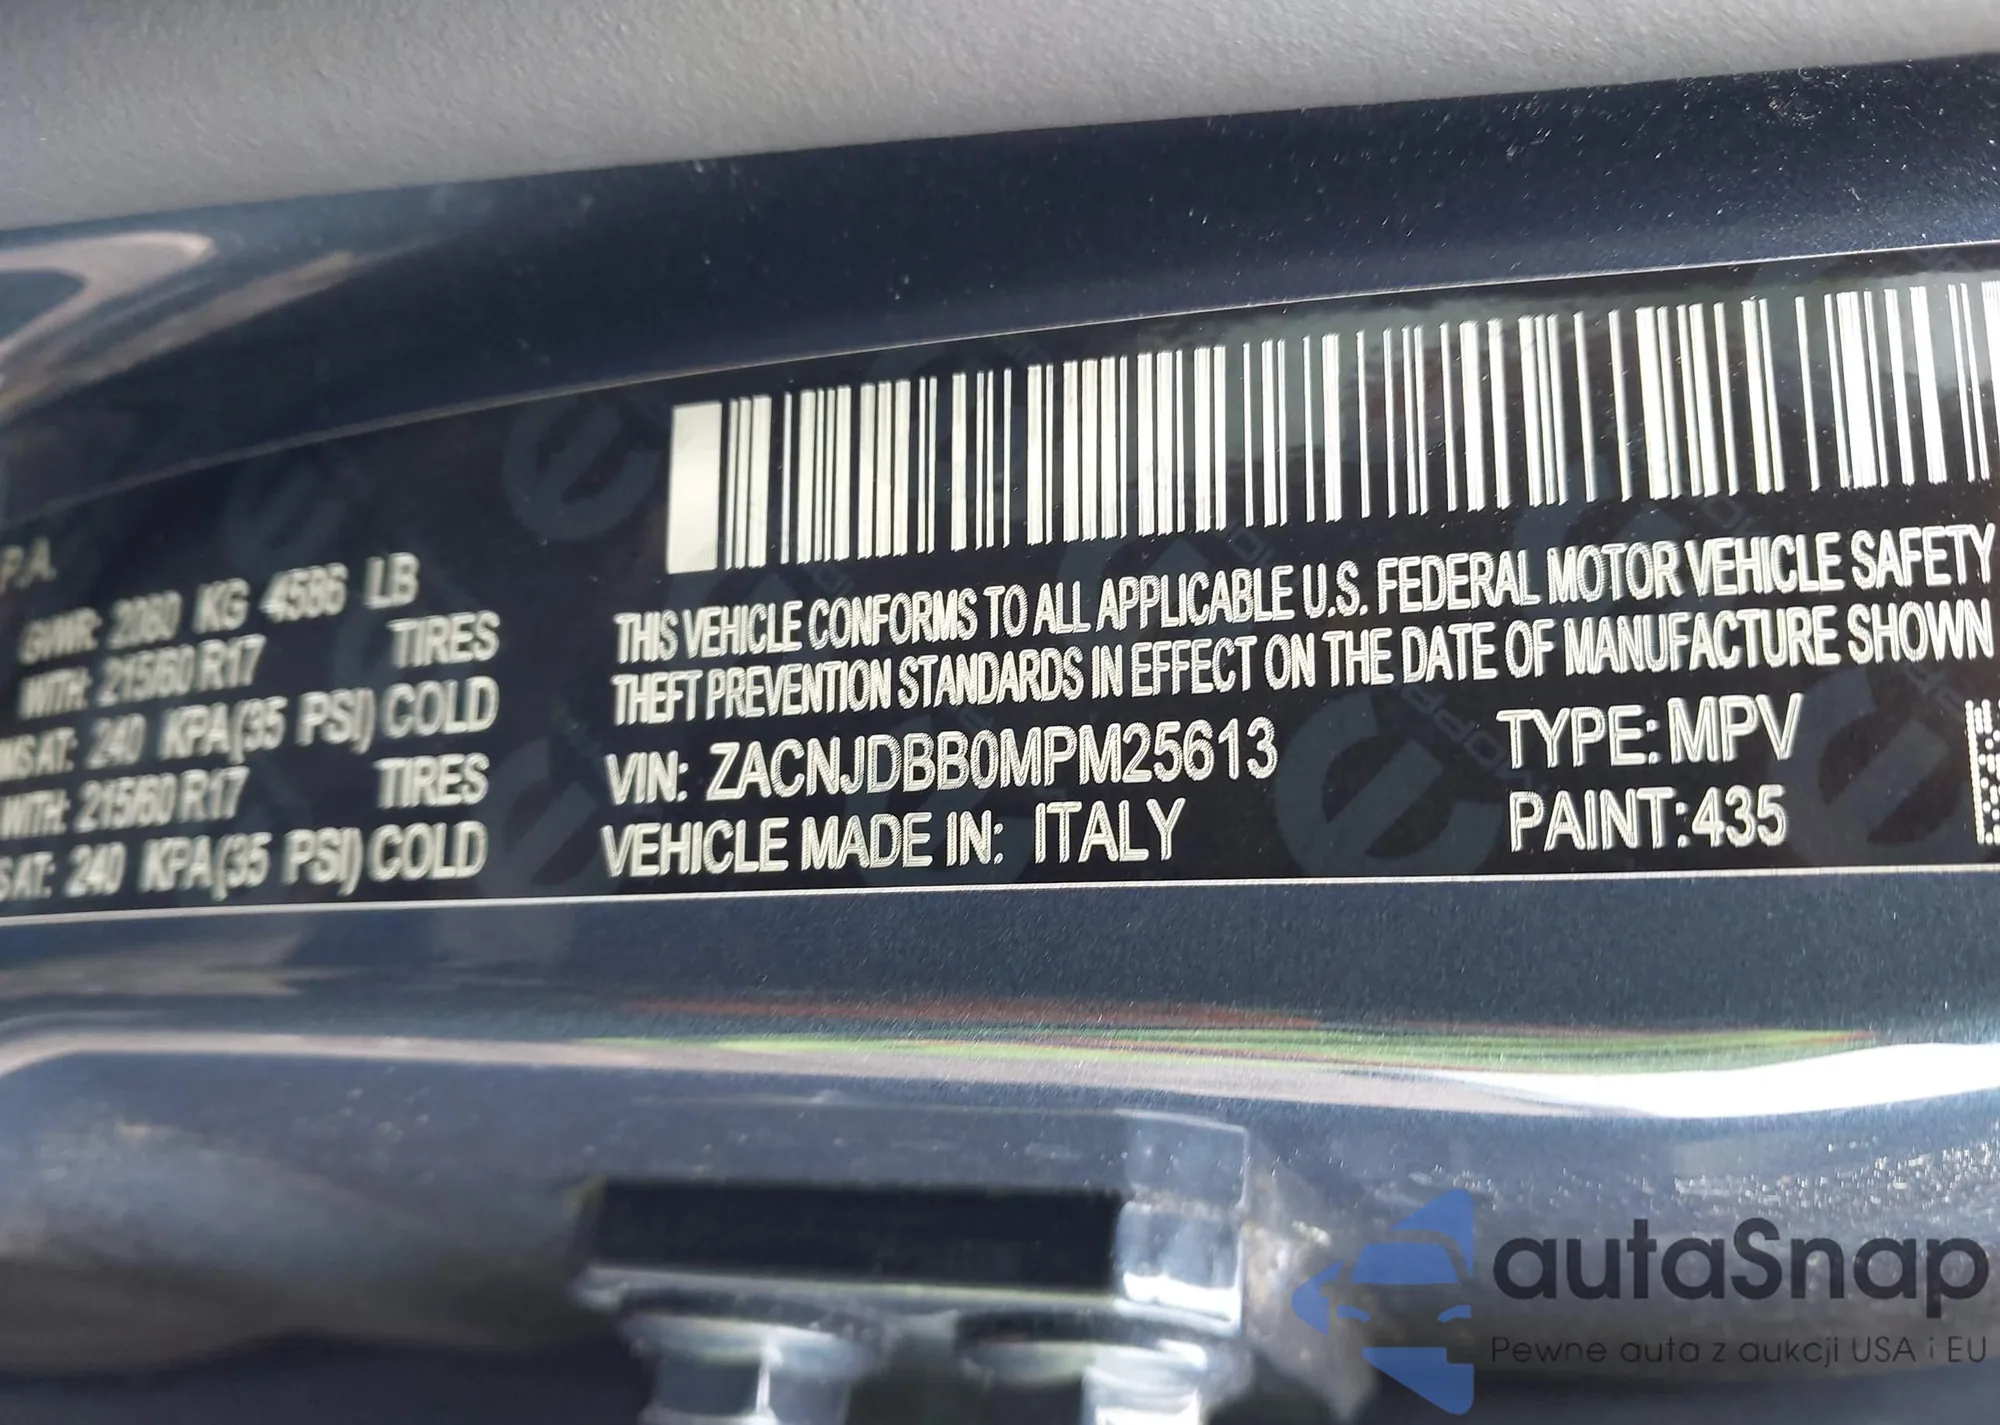 P.A.
GVWR: 2080 KG 4586 LB
WITH: 215/60 R17 TIRES
MS AT: 240 KPA(35 PSI) COLD
WITH: 215/60 R17 TIRES
S AT: 240 KPA(35 PSI) COLD
THIS VEHICLE CONFORMS TO ALL APPLICABLE U.S. FEDERAL MOTOR VEHICLE SAFETY
THEFT PREVENTION STANDARDS IN EFFECT ON THE DATE OF MANUFACTURE SHOWN
VIN: ZACNJDBB0MPM25613 TYPE: MPV
VEHICLE MADE IN: ITALY PAINT:435
autaSnap
Pewne auta z aukcji USA i EU